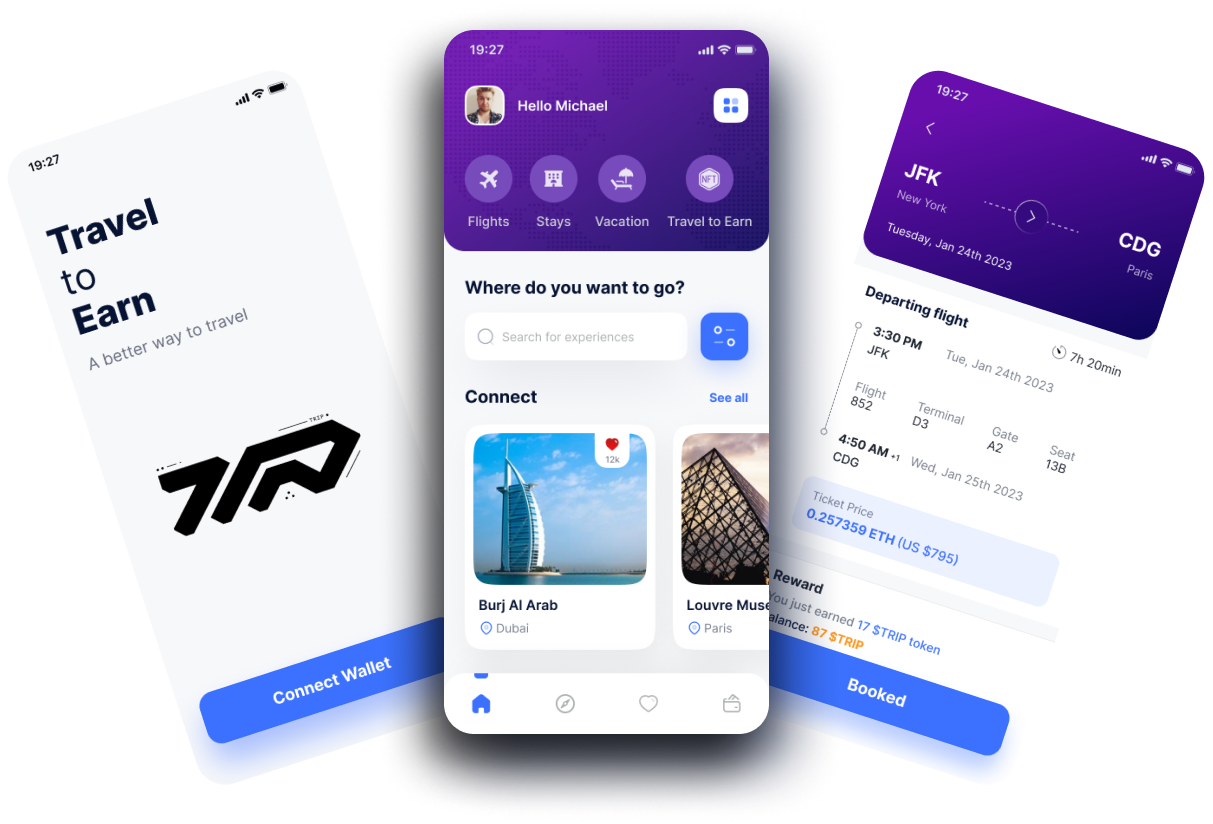 19:27
Travel
to
Earn
A better way to travel
TRIP
Connect Wallet
19:27
Hello Michael
Flights Stays Vacation NFT Travel to Earn
Where do you want to go?
Search for experiences
Connect See all
12k
Burj Al Arab
Dubai
Louvre Muse
Paris
19:27
JFK
New York
CDG
Paris
Tuesday, Jan 24th 2023
Departing flight
7h 20min
3:30 PM Tue, Jan 24th 2023
JFK
Flight Terminal Gate Seat
852 D3 A2 13B
4:50 AM +1 Wed, Jan 25th 2023
CDG
Ticket Price
0.257359 ETH (US $795)
Reward
You just earned 17 $TRIP token
alance: 87 $TRIP
Booked